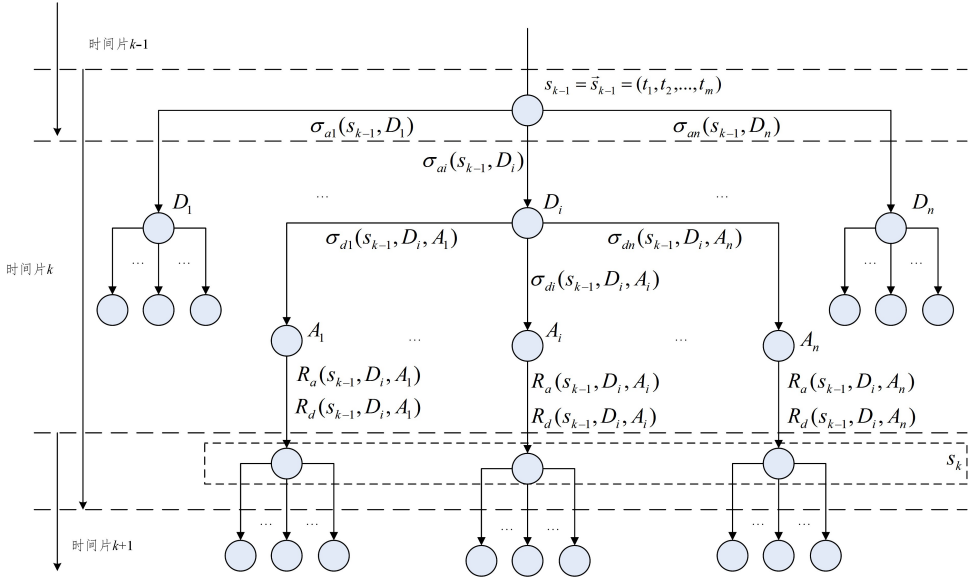 时间片k-1
s_{k-1} = \vec{s}_{k-1} = (t_1, t_2, ..., t_m)
σ_{a1}(s_{k-1}, D_1)
σ_{an}(s_{k-1}, D_n)
σ_{ai}(s_{k-1}, D_i)
...
...
D_1
D_i
D_n
σ_{d1}(s_{k-1}, D_i, A_1)
σ_{dn}(s_{k-1}, D_i, A_n)
... ...
... ...
时间片k
σ_{di}(s_{k-1}, D_i, A_i)
A_1
...
A_i
...
A_n
R_a(s_{k-1}, D_i, A_1)
R_d(s_{k-1}, D_i, A_1)
R_a(s_{k-1}, D_i, A_i)
R_d(s_{k-1}, D_i, A_i)
R_a(s_{k-1}, D_i, A_n)
R_d(s_{k-1}, D_i, A_n)
s_k
... ...
... ...
... ...
时间片k+1